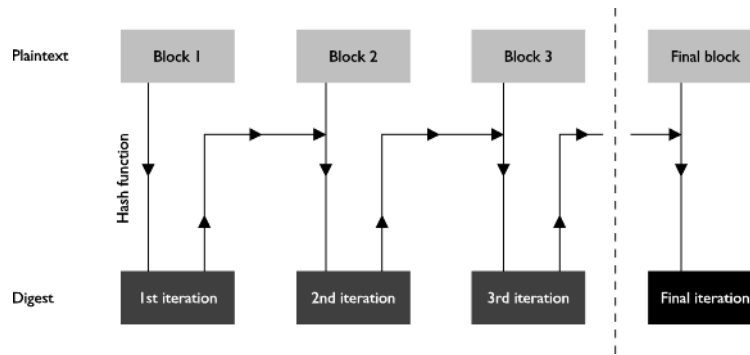 Plaintext
Block 1
Block 2
Block 3
Final block
Hash function
Digest
1st iteration
2nd iteration
3rd iteration
Final iteration